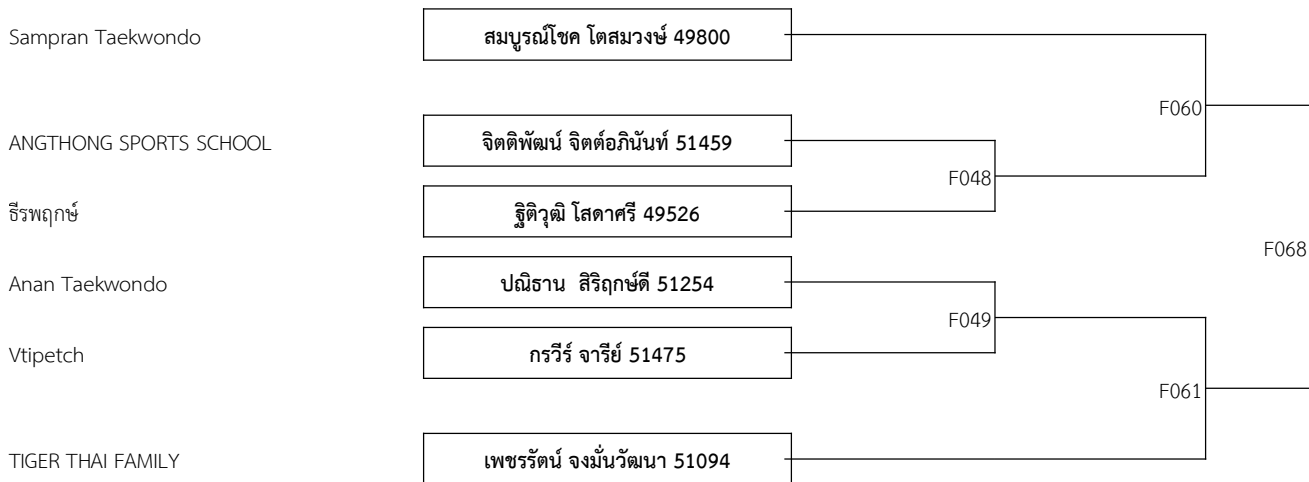 Sampran Taekwondo สมบูรณ์โชค โตสมวงษ์ 49800
F060
ANGTHONG SPORTS SCHOOL จิตติพัฒน์ จิตต์อภินันท์ 51459
F048
ธีรพฤกษ์ ฐิติวุฒิ โสดาศรี 49526
F068
Anan Taekwondo ปณิธาน สิริฤกษ์ดี 51254
F049
Vtipetch กรวีร์ จารีย์ 51475
F061
TIGER THAI FAMILY เพชรรัตน์ จงมั่นวัฒนา 51094